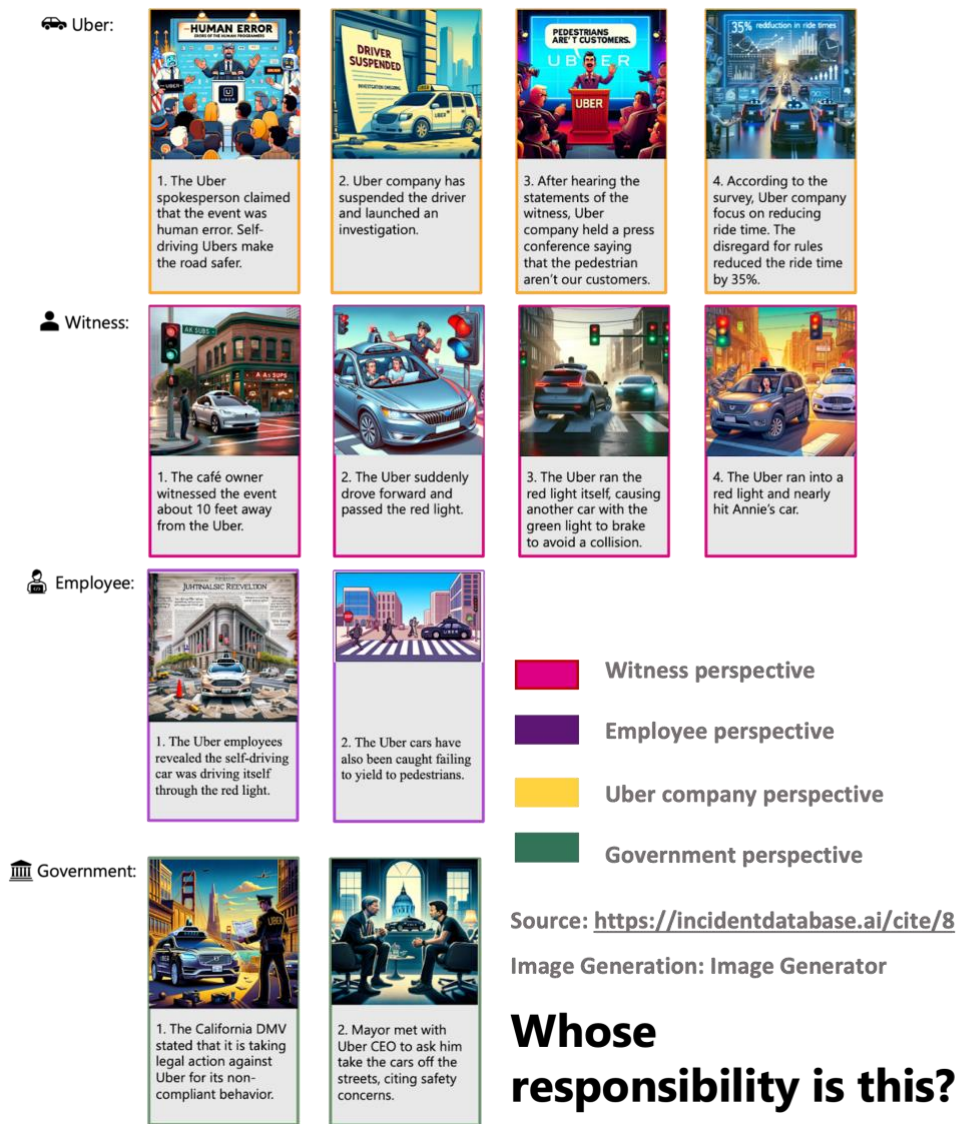 Uber:
HUMAN ERROR
UBER
UBER
DRIVER
SUSPENDED
INVESTIGATION ONGOING
UBER
PEDESTRIANS
ARE'T CUSTOMERS.
UBER
UBER
35% redduction in ride times
1. The Uber
spokesperson claimed
that the event was
human error. Self-
driving Ubers make
the road safer.
2. Uber company has
suspended the driver
and launched an
investigation.
3. After hearing the
statements of the
witness, Uber
company held a press
conference saying
that the pedestrian
aren't our customers.
4. According to the
survey, Uber company
focus on reducing
ride time. The
disregard for rules
reduced the ride time
by 35%.
Witness:
AK SUBS
1. The café owner
witnessed the event
about 10 feet away
from the Uber.
2. The Uber suddenly
drove forward and
passed the red light.
3. The Uber ran the
red light itself, causing
another car with the
green light to brake
to avoid a collision.
4. The Uber ran into a
red light and nearly
hit Annie's car.
Employee:
JUHTINALSIC REEVELDION
UBER
1. The Uber employees
revealed the self-driving
car was driving itself
through the red light.
2. The Uber cars have
also been caught failing
to yield to pedestrians.
Witness perspective
Employee perspective
Uber company perspective
Government perspective
Government:
UBER
1. The California DMV
stated that it is taking
legal action against
Uber for its non-
compliant behavior.
2. Mayor met with
Uber CEO to ask him
take the cars off the
streets, citing safety
concerns.
Source: https://incidentdatabase.ai/cite/8
Image Generation: Image Generator
Whose
responsibility is this?